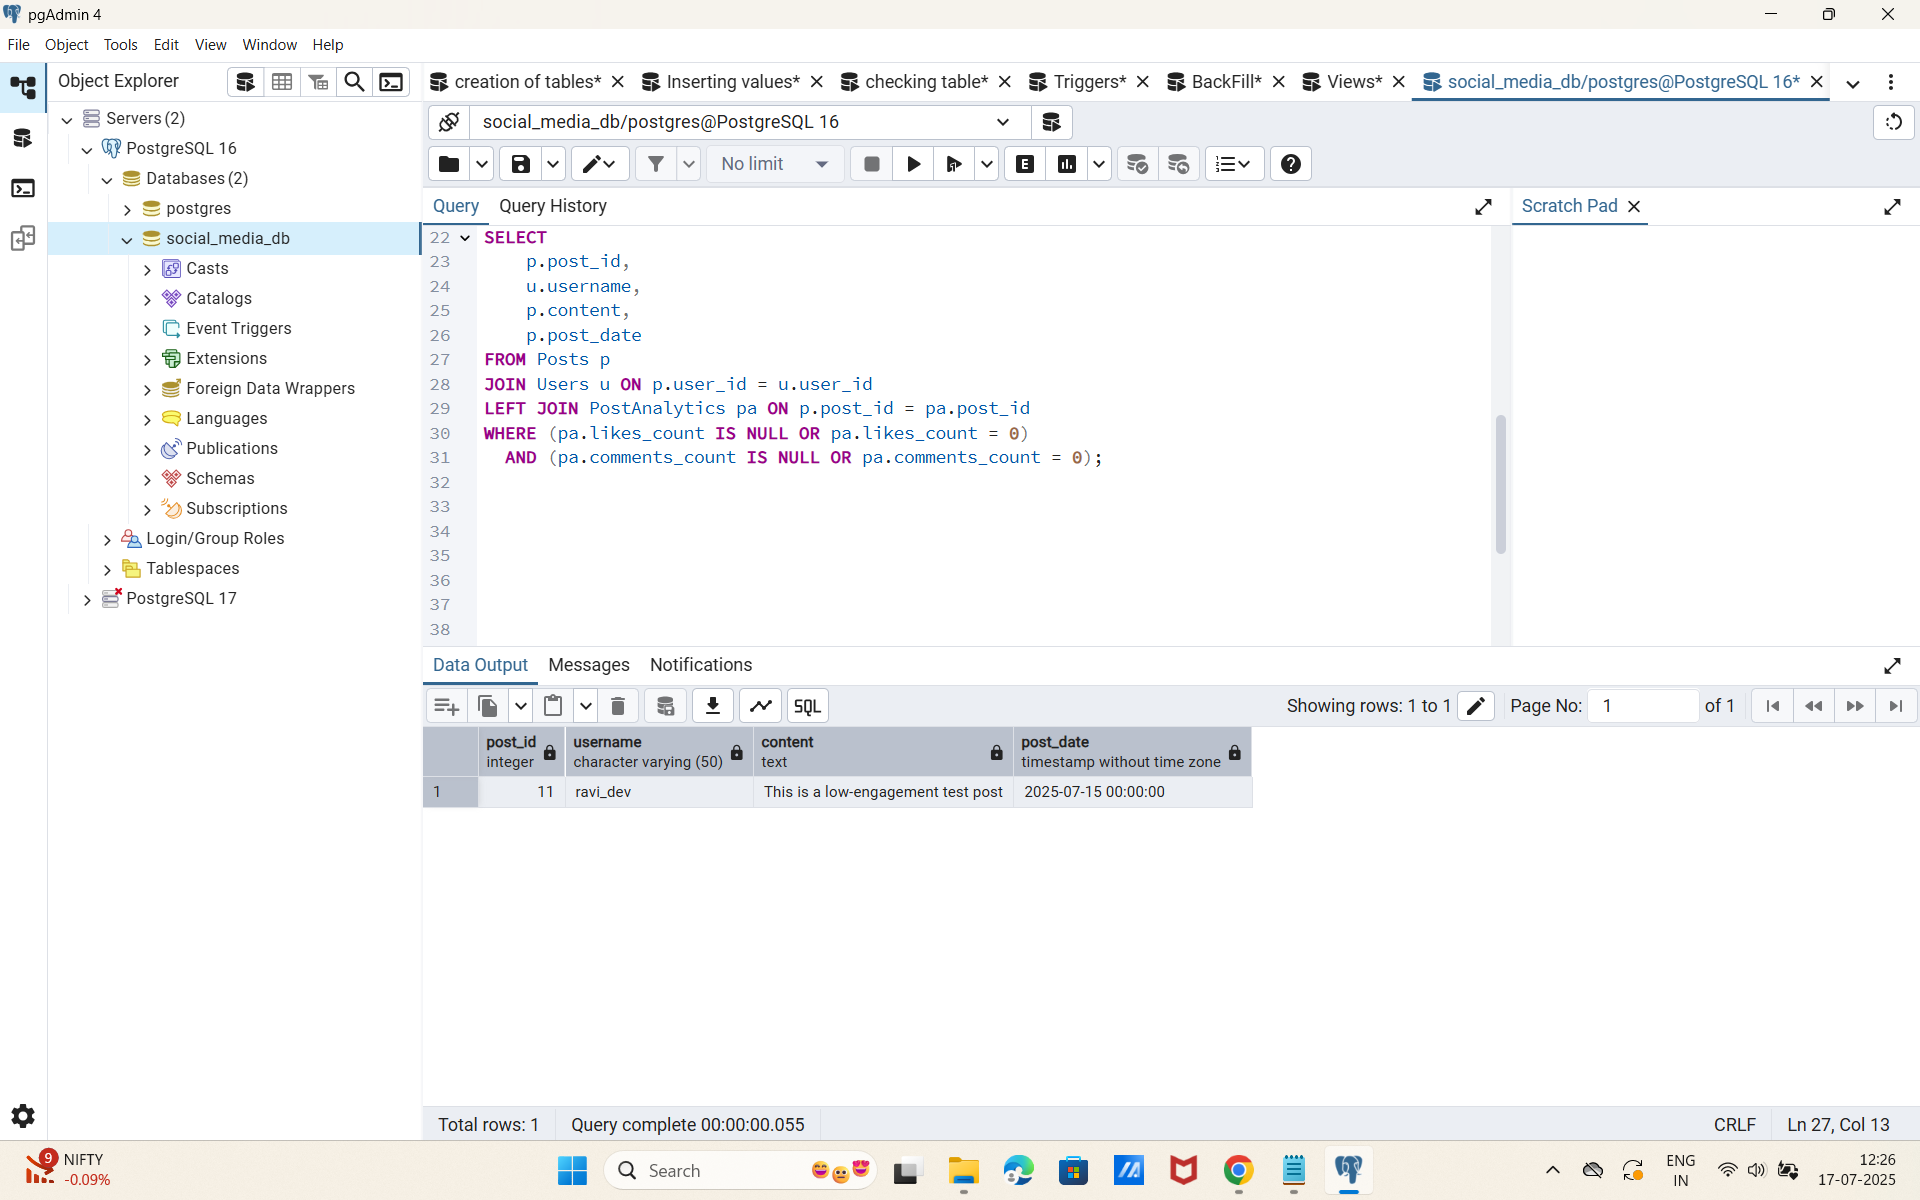 pgAdmin 4
File Object Tools Edit View Window Help
Object Explorer
creation of tables* Inserting values* checking table* Triggers* BackFill* Views* social_media_db/postgres@PostgreSQL 16*
Servers (2)
PostgreSQL 16
Databases (2)
postgres
social_media_db
Casts
Catalogs
Event Triggers
Extensions
Foreign Data Wrappers
Languages
Publications
Schemas
Subscriptions
Login/Group Roles
Tablespaces
PostgreSQL 17
social_media_db/postgres@PostgreSQL 16
No limit
E
Query Query History
Scratch Pad
22 SELECT
23 p.post_id,
24 u.username,
25 p.content,
26 p.post_date
27 FROM Posts p
28 JOIN Users u ON p.user_id = u.user_id
29 LEFT JOIN PostAnalytics pa ON p.post_id = pa.post_id
30 WHERE (pa.likes_count IS NULL OR pa.likes_count = 0)
31 AND (pa.comments_count IS NULL OR pa.comments_count = 0);
32
33
34
35
36
37
38
Data Output Messages Notifications
SQL
Showing rows: 1 to 1
Page No: 1 of 1
post_id username content post_date
integer character varying (50) text timestamp without time zone
1 11 ravi_dev This is a low-engagement test post 2025-07-15 00:00:00
Total rows: 1 Query complete 00:00:00.055
CRLF Ln 27, Col 13
9
NIFTY
-0.09%
Search
ENG
IN
12:26
17-07-2025